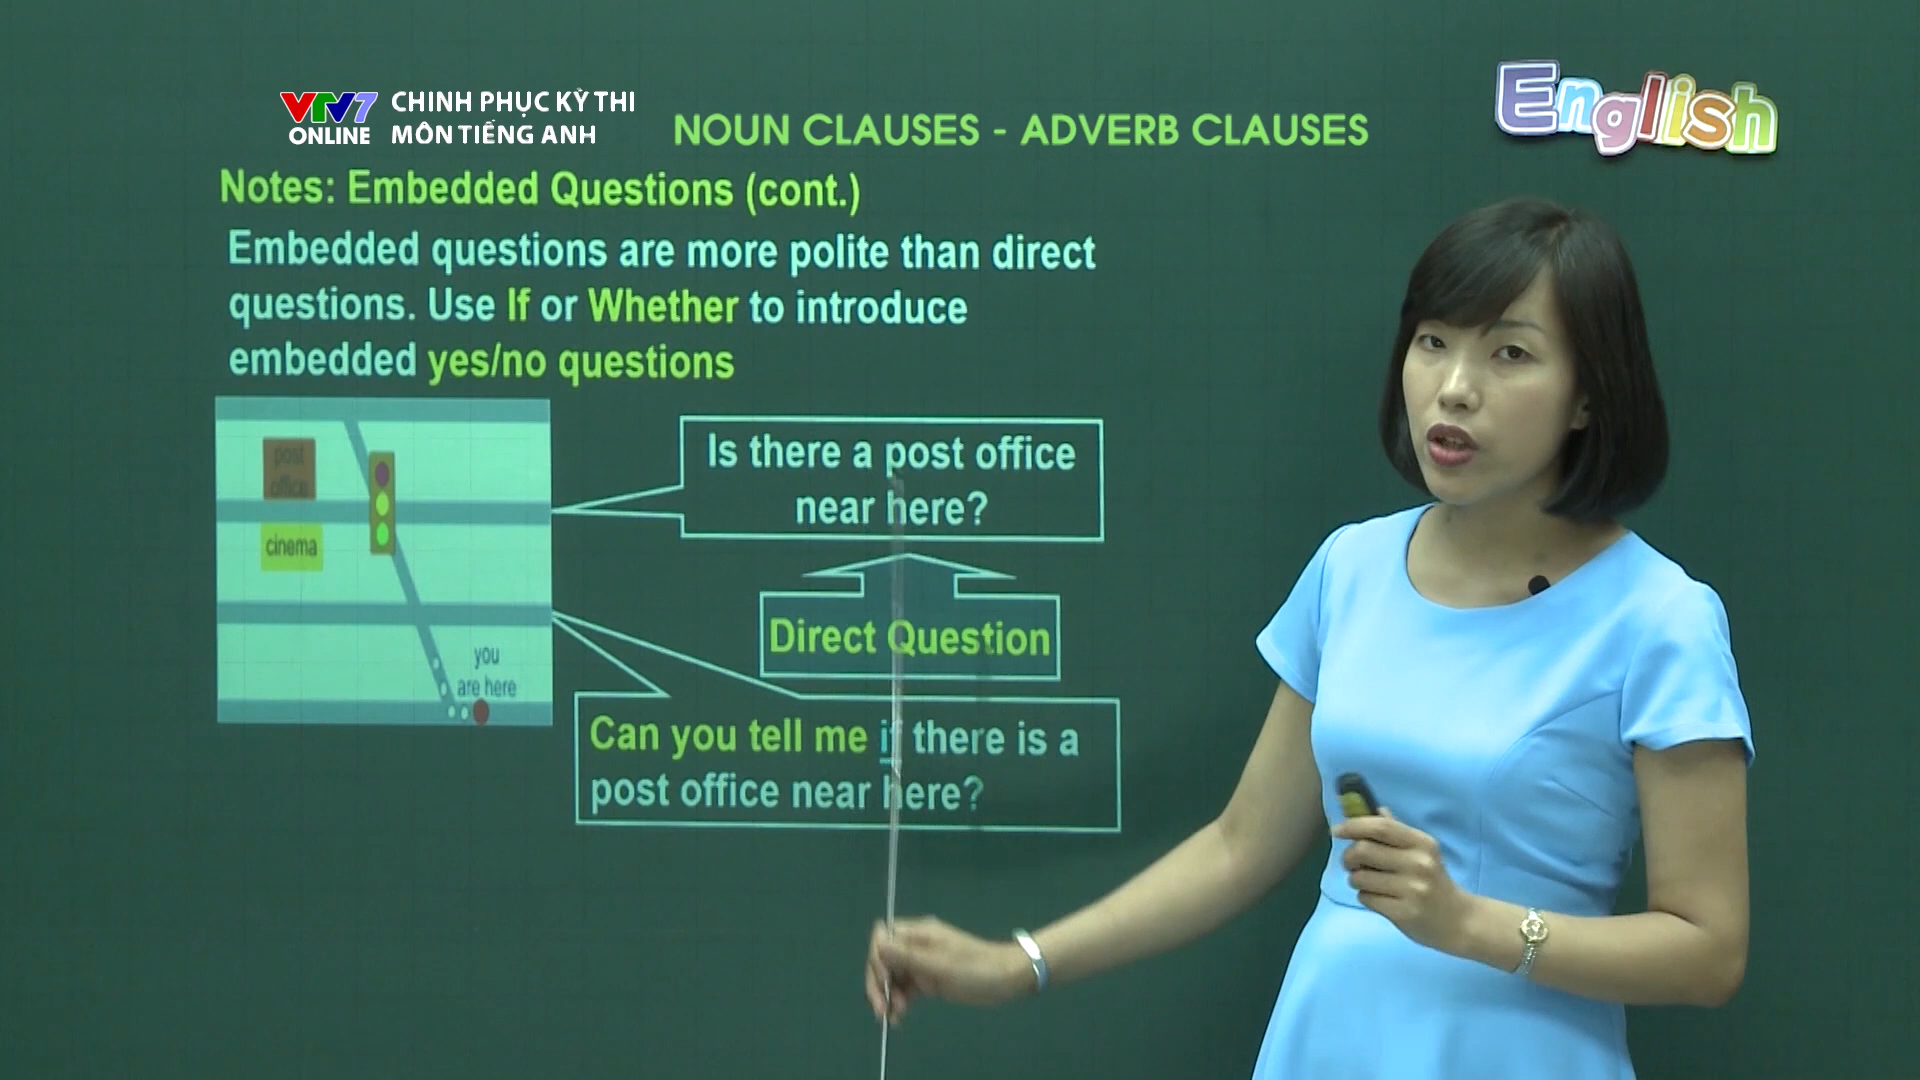 VTV7 ONLINE
CHINH PHỤC KỲ THI
MÔN TIẾNG ANH
NOUN CLAUSES - ADVERB CLAUSES
English
Notes: Embedded Questions (cont.)
Embedded questions are more polite than direct
questions. Use If or Whether to introduce
embedded yes/no questions
post
office
cinema
you
are here
Is there a post office
near here?
Direct Question
Can you tell me if there is a
post office near here?